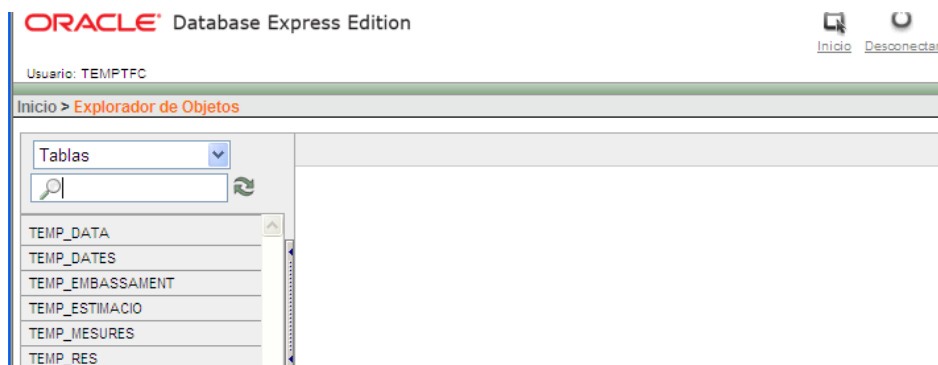 ORACLE Database Express Edition
Inicio Desconectar
Usuario: TEMPTFC
Inicio > Explorador de Objetos
Tablas
TEMP_DATA
TEMP_DATES
TEMP_EMBASSAMENT
TEMP_ESTIMACIO
TEMP_MESURES
TEMP_RES